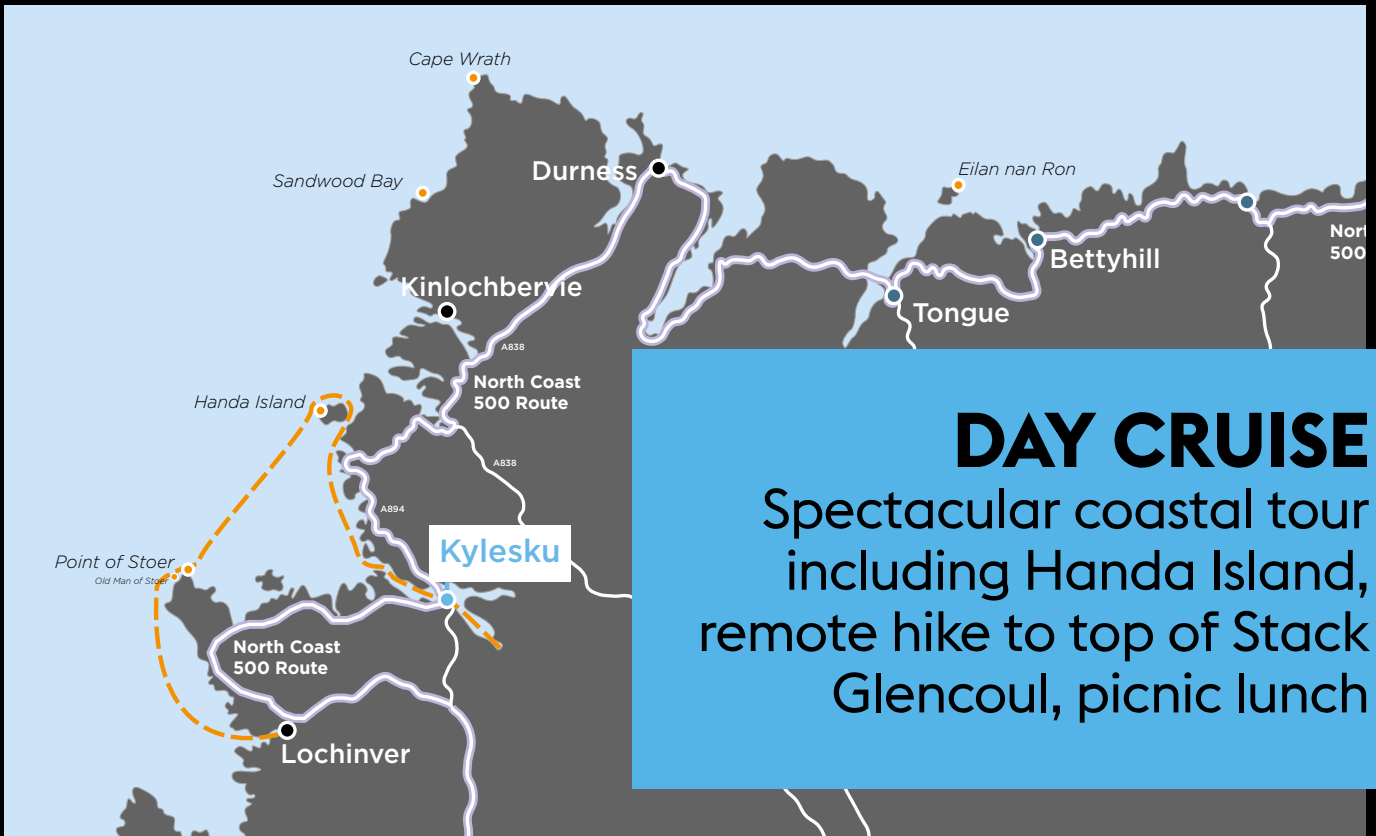 Cape Wrath
Durness
Eilan nan Ron
Sandwood Bay
Bettyhill
Kinlochbervie
Tongue
A838
North Coast
500 Route
Handa Island
A838
A894
Kylesku
Point of Stoer
Old Man of Stoer
North Coast
500 Route
Lochinver
Nort
500
DAY CRUISE
Spectacular coastal tour
including Handa Island,
remote hike to top of Stack
Glencoul, picnic lunch